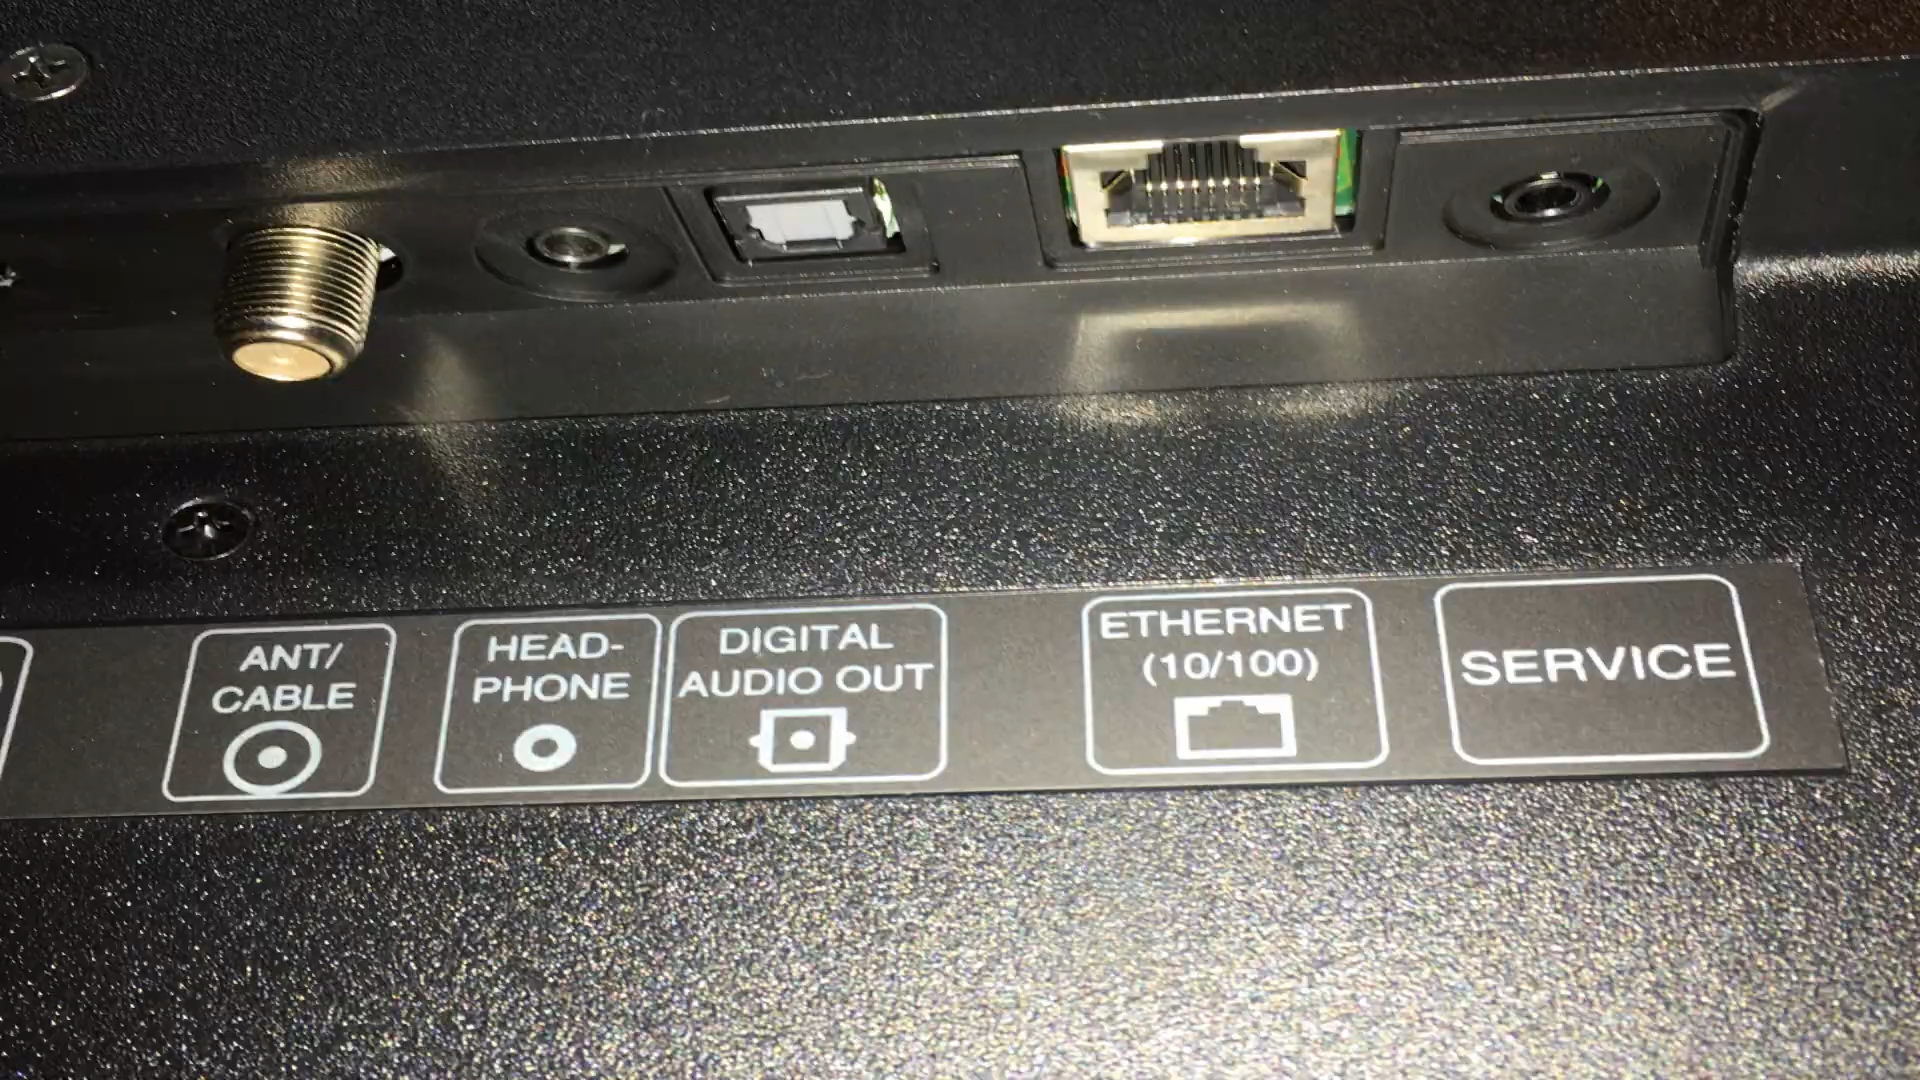 ANT/
CABLE
HEAD-
PHONE
DIGITAL
AUDIO OUT
ETHERNET
(10/100)
SERVICE